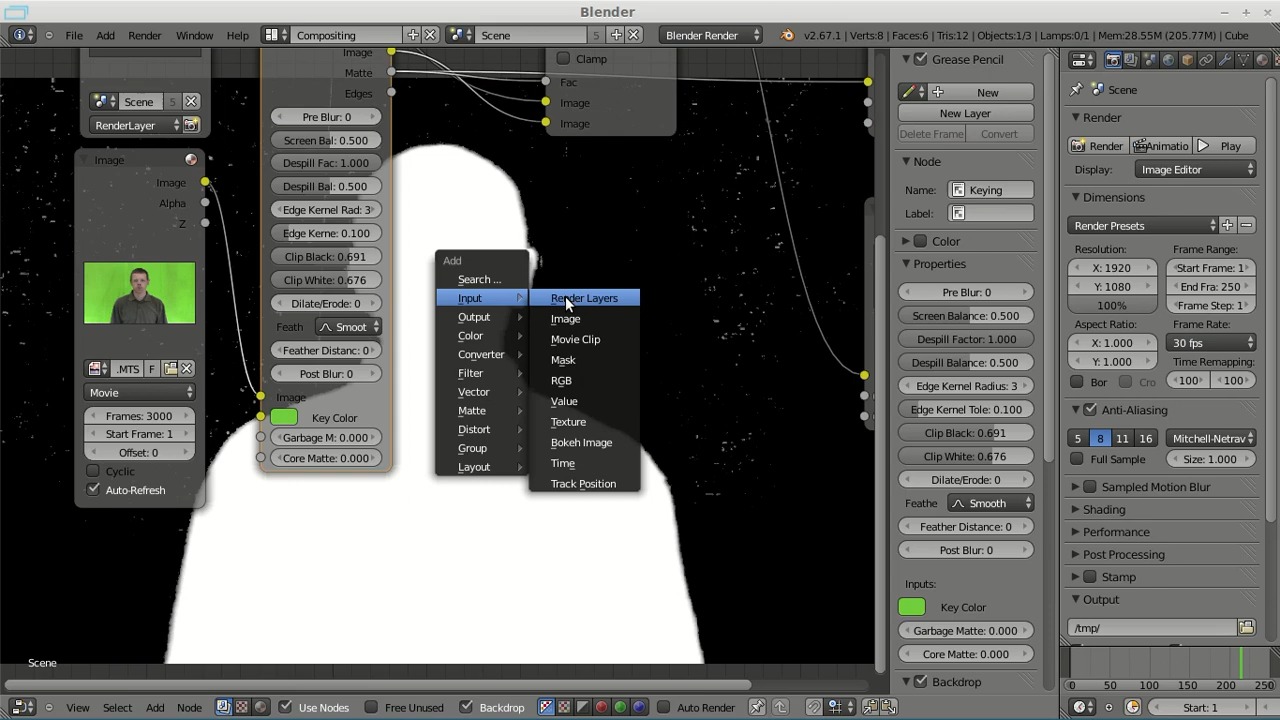 Blender
File Add Render Window Help Compositing Scene 5 Blender Render v2.67.1 | Verts:8 | Faces:6 | Tris:12 | Objects:1/3 | Lamps:0/1 | Mem:28.55M (205.77M) | Cube
Scene 5
RenderLayer
Image
Image
Alpha
Z
.MTS F
Movie
Frames: 3000
Start Frame: 1
Offset: 0
Cyclic
Auto-Refresh
Image
Matte
Edges
Pre Blur: 0
Screen Bal: 0.500
Despill Fac: 1.000
Despill Bal: 0.500
Edge Kernel Rad: 3
Edge Kerne: 0.100
Clip Black: 0.691
Clip White: 0.676
Dilate/Erode: 0
Feath Smoot
Feather Distanc: 0
Post Blur: 0
Image
Key Color
Garbage M: 0.000
Core Matte: 0.000
Clamp
Fac
Image
Image
Add
Search ...
Input
Output
Color
Converter
Filter
Vector
Matte
Distort
Group
Layout
Render Layers
Image
Movie Clip
Mask
RGB
Value
Texture
Bokeh Image
Time
Track Position
Grease Pencil
New
New Layer
Delete Frame Convert
Node
Name: Keying
Label:
Color
Properties
Pre Blur: 0
Screen Balance: 0.500
Despill Factor: 1.000
Despill Balance: 0.500
Edge Kernel Radius: 3
Edge Kernel Tole: 0.100
Clip Black: 0.691
Clip White: 0.676
Dilate/Erode: 0
Feathe Smooth
Feather Distance: 0
Post Blur: 0
Inputs:
Key Color
Garbage Matte: 0.000
Core Matte: 0.000
Backdrop
Scene
Render
Render Animatio Play
Display: Image Editor
Dimensions
Render Presets
Resolution: Frame Range:
X: 1920 Start Frame: 1
Y: 1080 End Fra: 250
100% Frame Step: 1
Aspect Ratio: Frame Rate:
X: 1.000 30 fps
Y: 1.000 Time Remapping:
Bor Cro 100 100
Anti-Aliasing
5 8 11 16 Mitchell-Netrav
Full Sample Size: 1.000
Sampled Motion Blur
Shading
Performance
Post Processing
Stamp
Output
/tmp/
0 50 100 150 200 250
Scene
View Select Add Node Use Nodes Free Unused Backdrop Auto Render
Start: 1